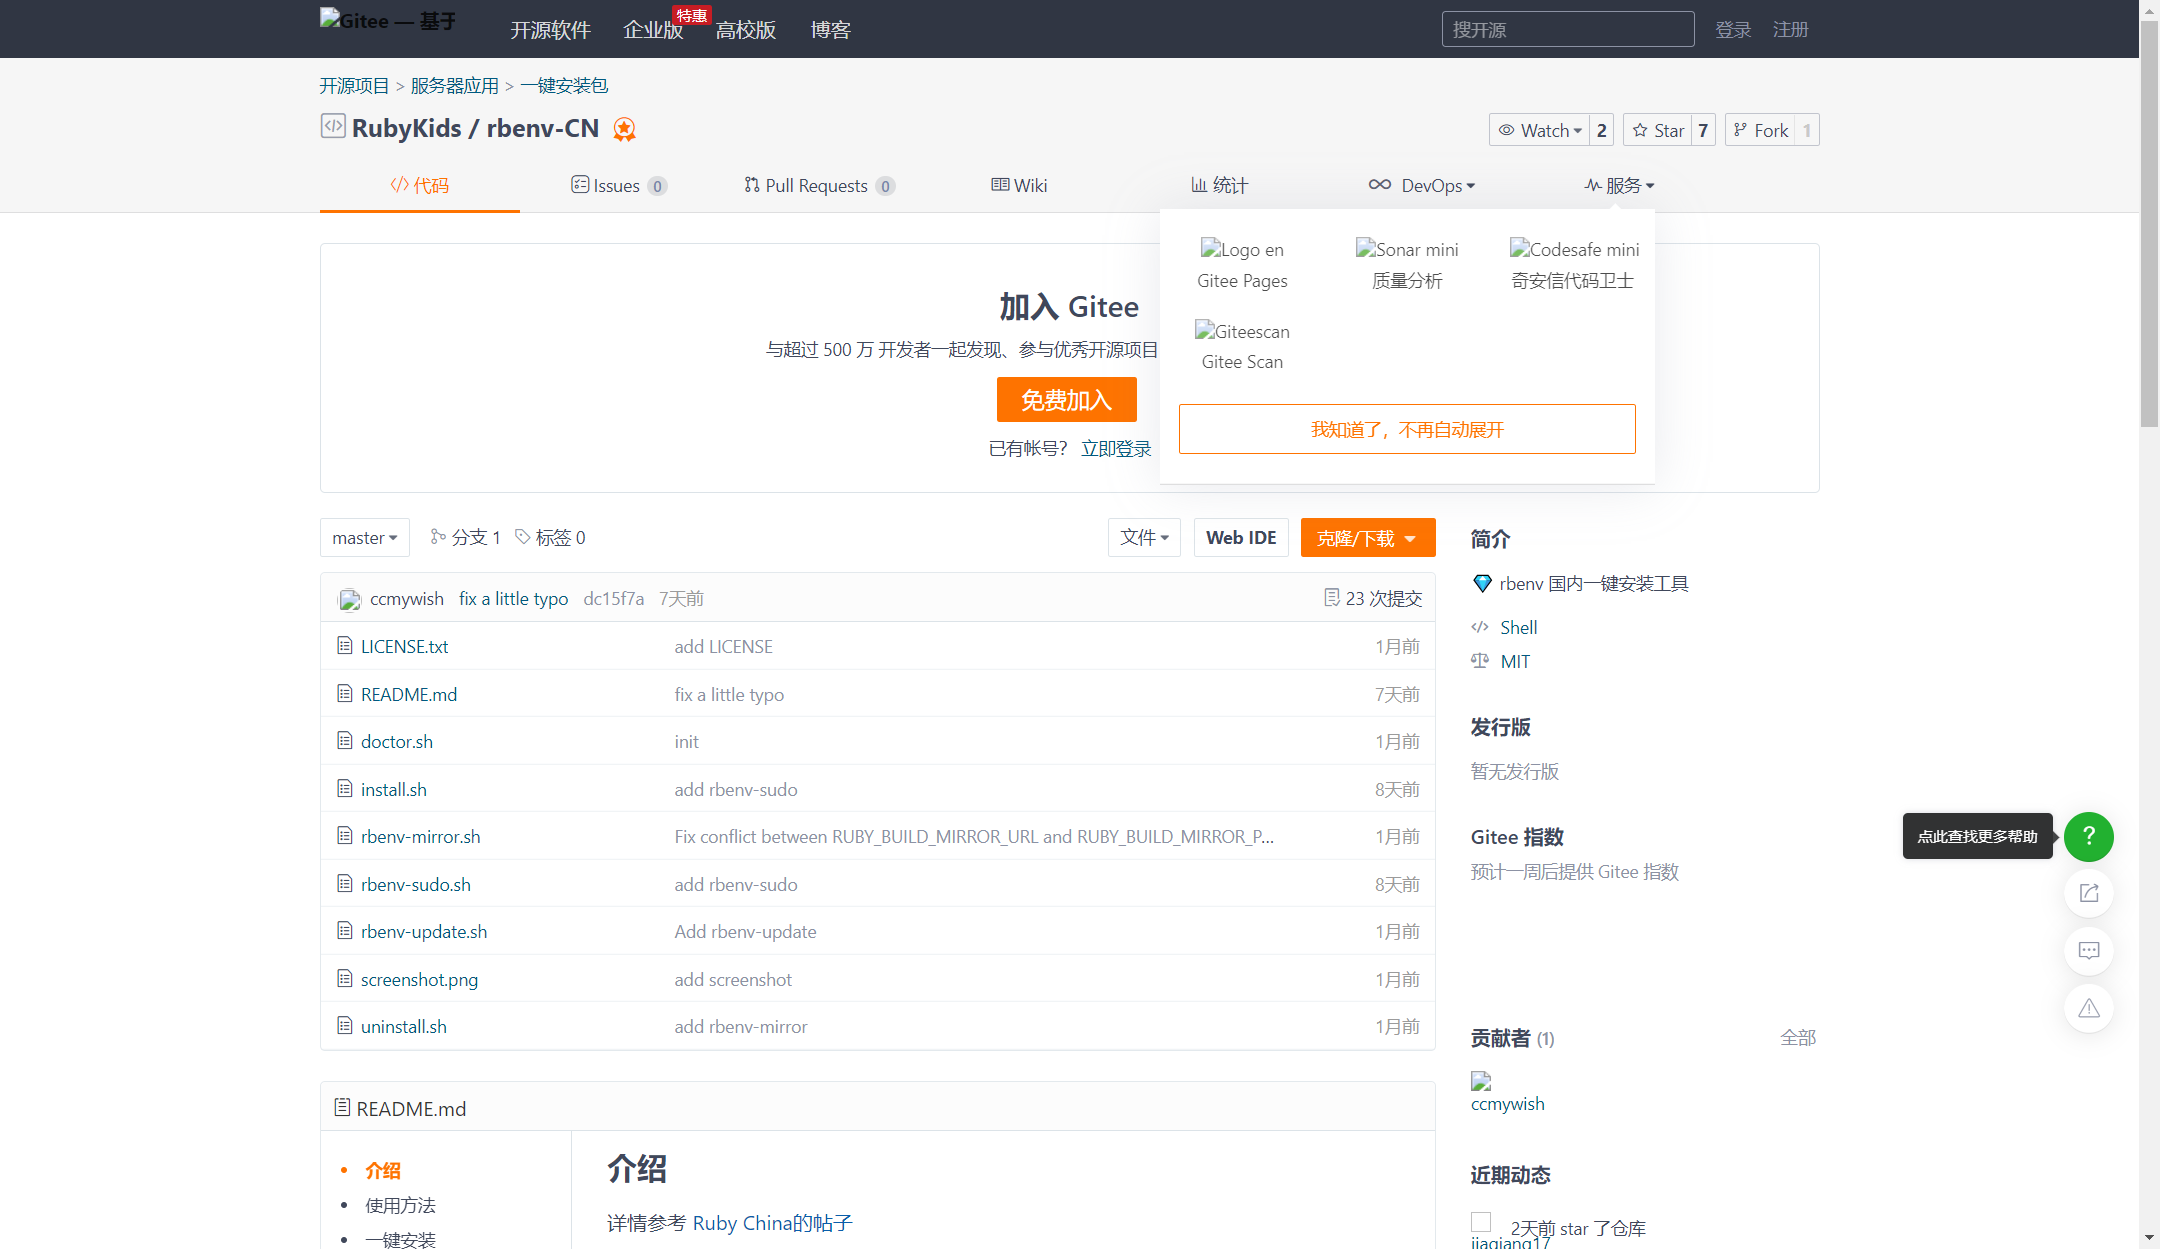 Gitee — 基于
开源软件
企业版
特惠
高校版
博客
搜开源
登录
注册
开源项目 > 服务器应用 > 一键安装包
RubyKids / rbenv-CN
Watch 2
Star 7
Fork 1
代码
Issues 0
Pull Requests 0
Wiki
统计
DevOps
服务
Logo en
Gitee Pages
Sonar mini
质量分析
Codesafe mini
奇安信代码卫士
Giteescan
Gitee Scan
我知道了，不再自动展开
加入 Gitee
与超过 500 万 开发者一起发现、参与优秀开源项目
免费加入
已有帐号？ 立即登录
master
分支 1
标签 0
文件
Web IDE
克隆/下载
ccmywish fix a little typo dc15f7a 7天前
23 次提交
LICENSE.txt add LICENSE 1月前
README.md fix a little typo 7天前
doctor.sh init 1月前
install.sh add rbenv-sudo 8天前
rbenv-mirror.sh Fix conflict between RUBY_BUILD_MIRROR_URL and RUBY_BUILD_MIRROR_P... 1月前
rbenv-sudo.sh add rbenv-sudo 8天前
rbenv-update.sh Add rbenv-update 1月前
screenshot.png add screenshot 1月前
uninstall.sh add rbenv-mirror 1月前
README.md
介绍
使用方法
一键安装
介绍
详情参考 Ruby China的帖子
简介
rbenv 国内一键安装工具
Shell
MIT
发行版
暂无发行版
Gitee 指数
预计一周后提供 Gitee 指数
贡献者 (1)
全部
ccmywish
近期动态
2天前 star 了仓库
jiaqiang17
点此查找更多帮助
?